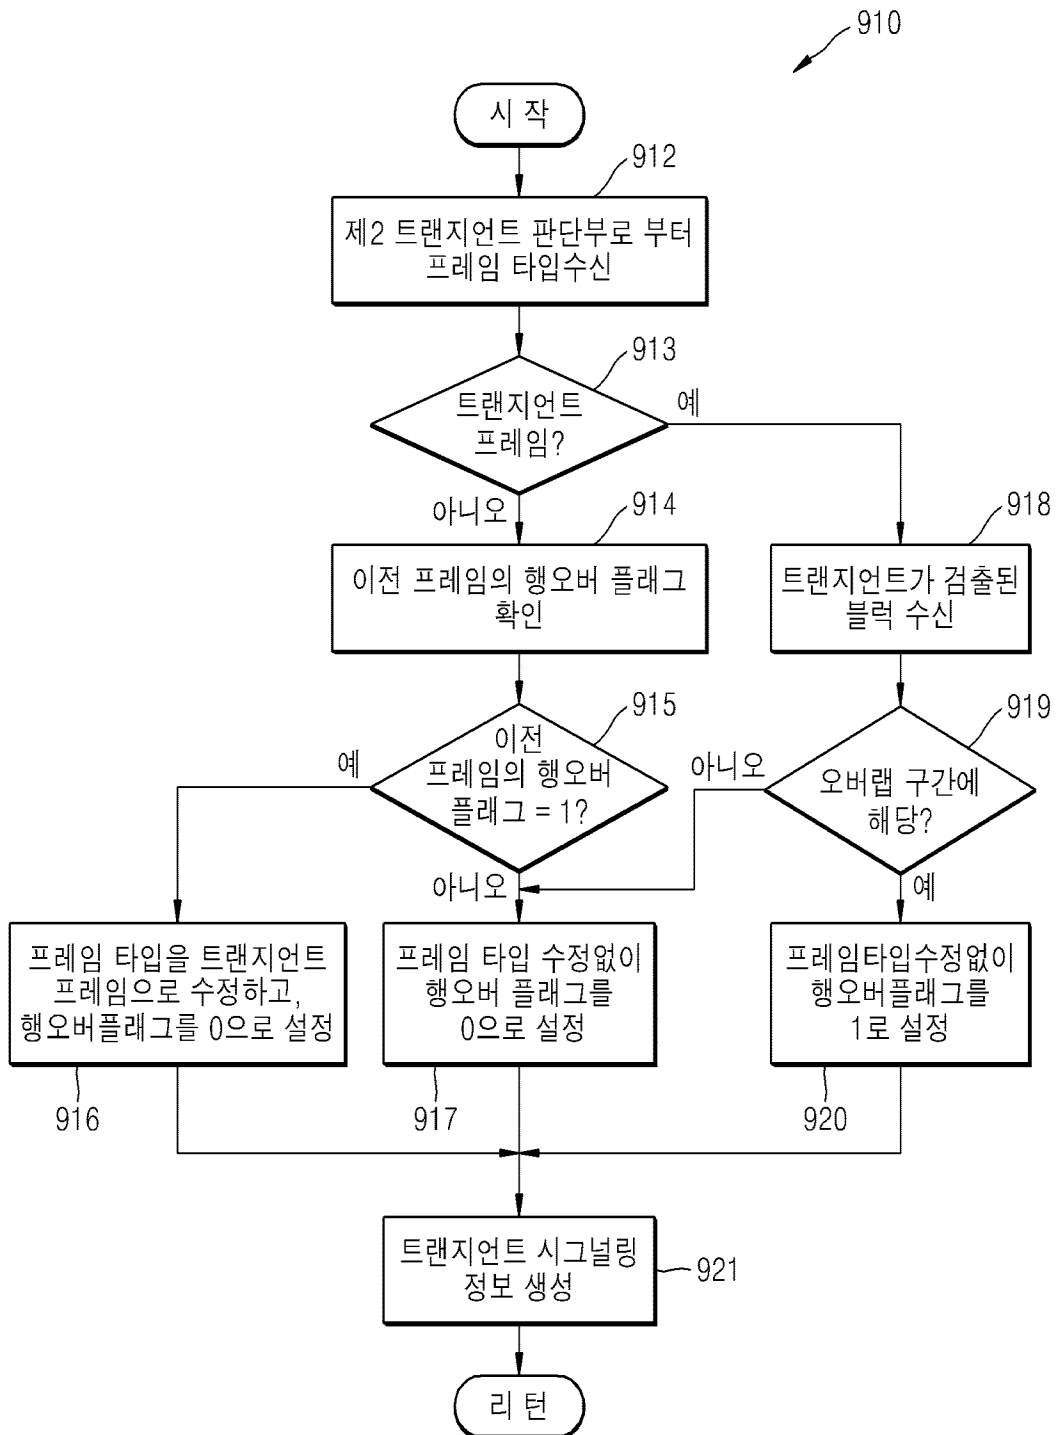 910
시 작
912
제2 트랜지언트 판단부로 부터
프레임 타입수신
913
트랜지언트
프레임?
예
아니오
914
이전 프레임의 행오버 플래그
확인
918
트랜지언트가 검출된
블럭 수신
915
이전
프레임의 행오버
플래그 = 1?
예
아니오
919
오버랩 구간에
해당?
아니오
예
프레임 타입을 트랜지언트
프레임으로 수정하고,
행오버플래그를 0으로 설정
916
프레임 타입 수정없이
행오버 플래그를
0으로 설정
917
프레임타입수정없이
행오버플래그를
1로 설정
920
트랜지언트 시그널링
정보 생성
921
리 턴